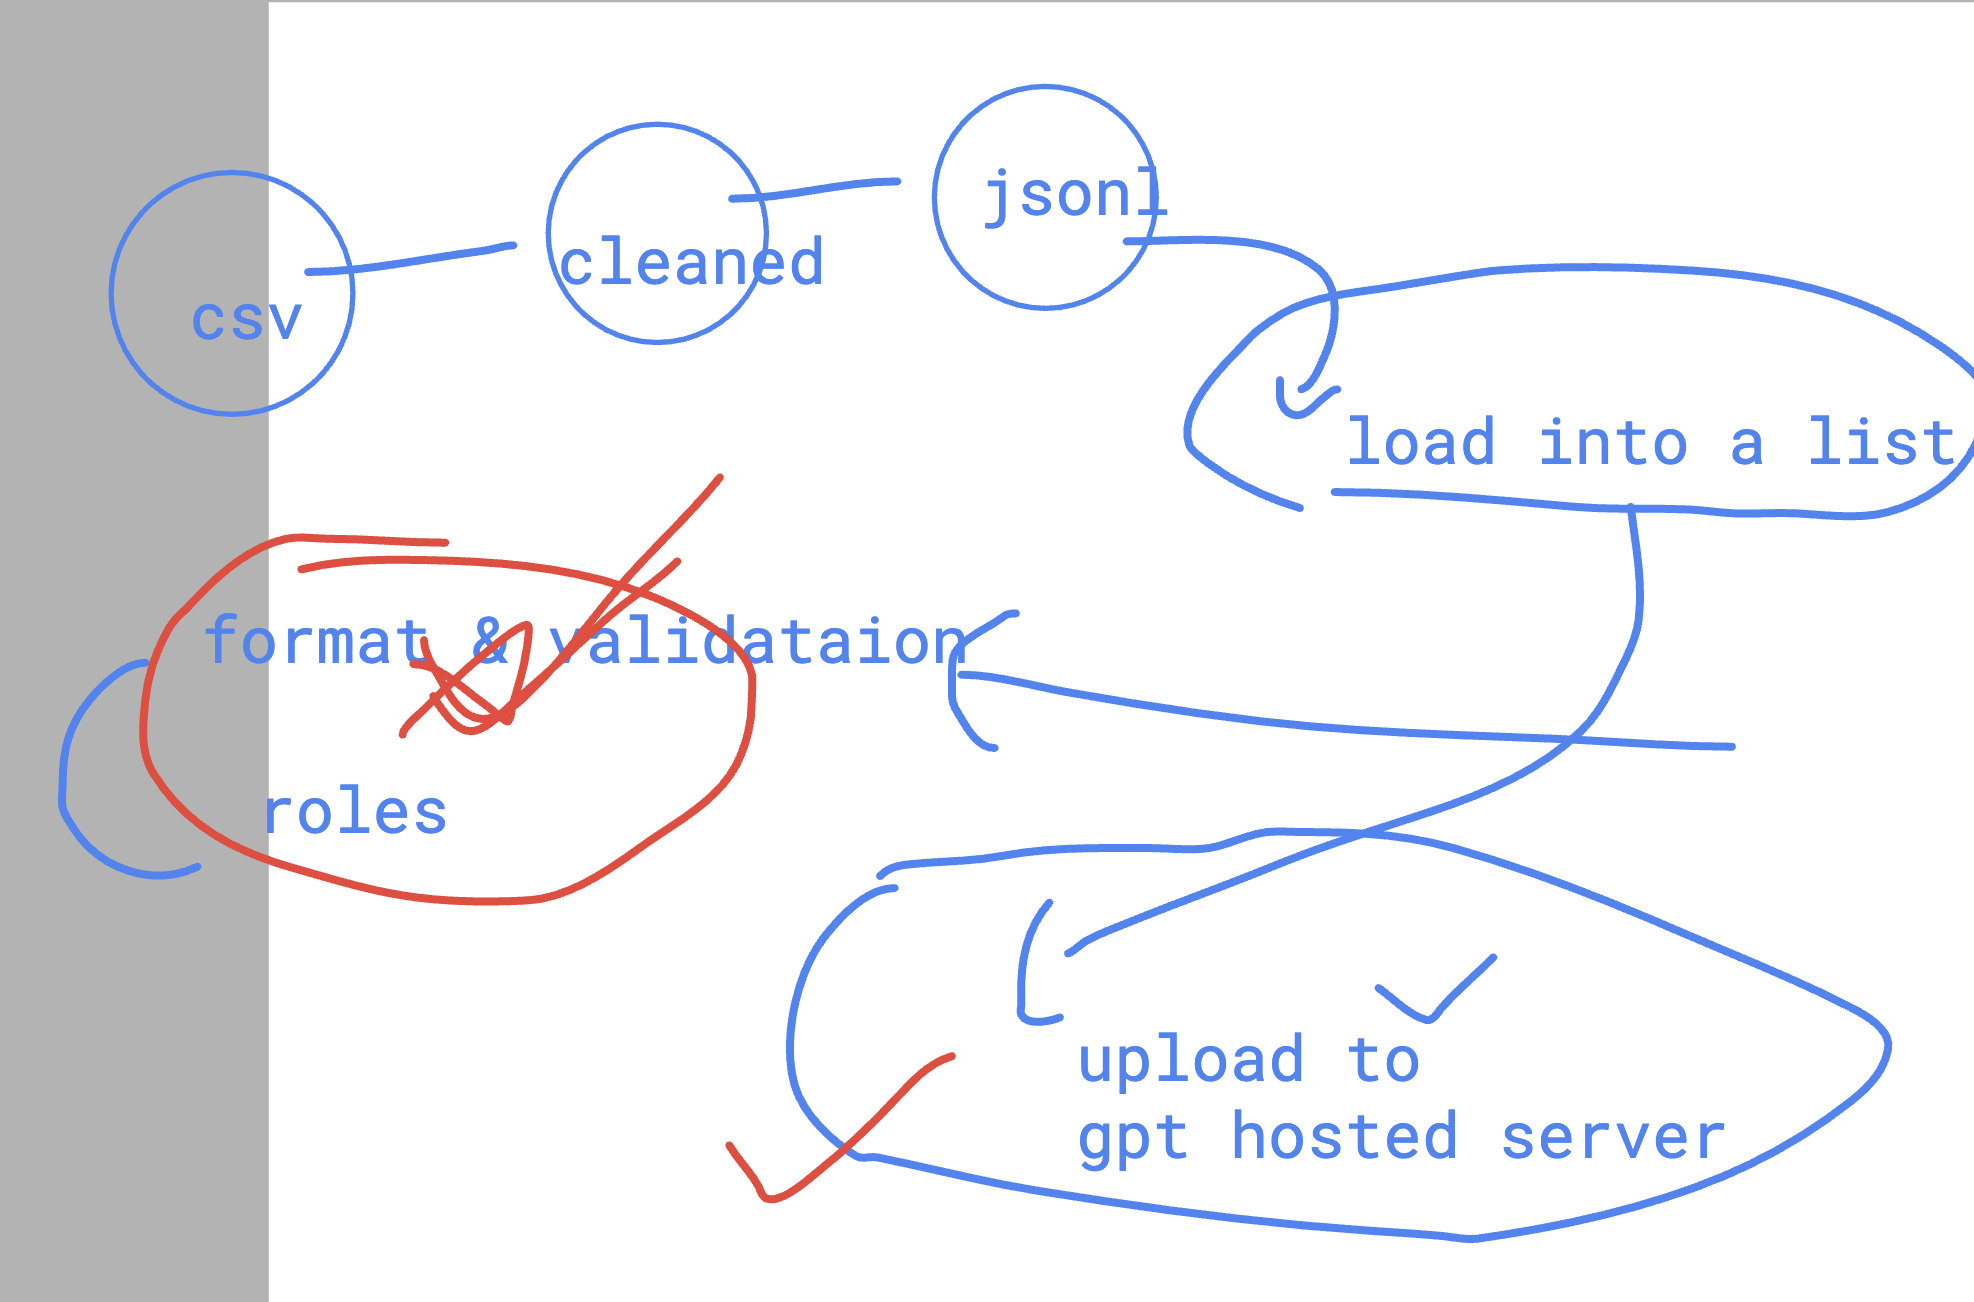 csv
cleaned
jsonl
load into a list
format & validataion
roles
upload to
gpt hosted server